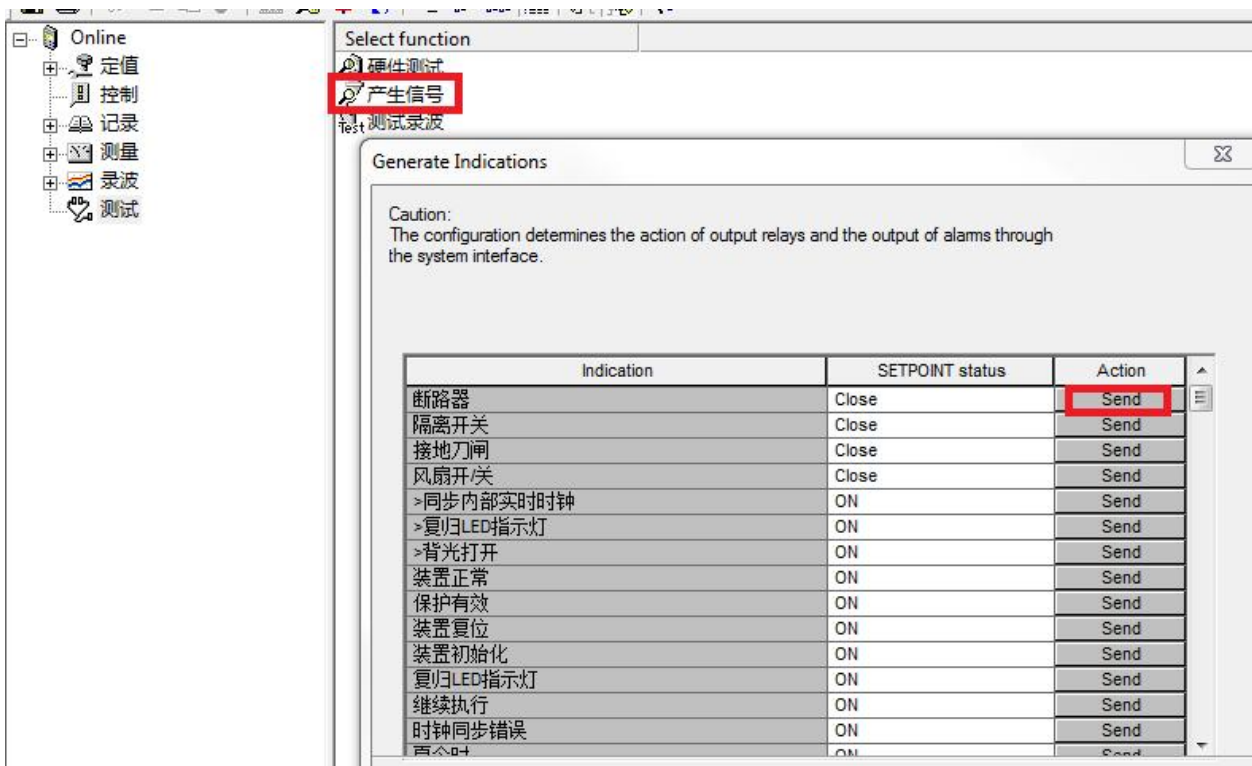 Online
定值
控制
记录
测量
录波
测试
Select function
硬件测试
产生信号
Test 测试录波
Generate Indications
Caution:
The configuration determines the action of output relays and the output of alarms through
the system interface.
Indication SETPOINT status Action
断路器 Close Send
隔离开关 Close Send
接地刀闸 Close Send
风扇开/关 Close Send
>同步内部实时时钟 ON Send
>复归LED指示灯 ON Send
>背光打开 ON Send
装置正常 ON Send
保护有效 ON Send
装置复位 ON Send
装置初始化 ON Send
复归LED指示灯 ON Send
继续执行 ON Send
时钟同步错误 ON Send
夏令时 ON Send